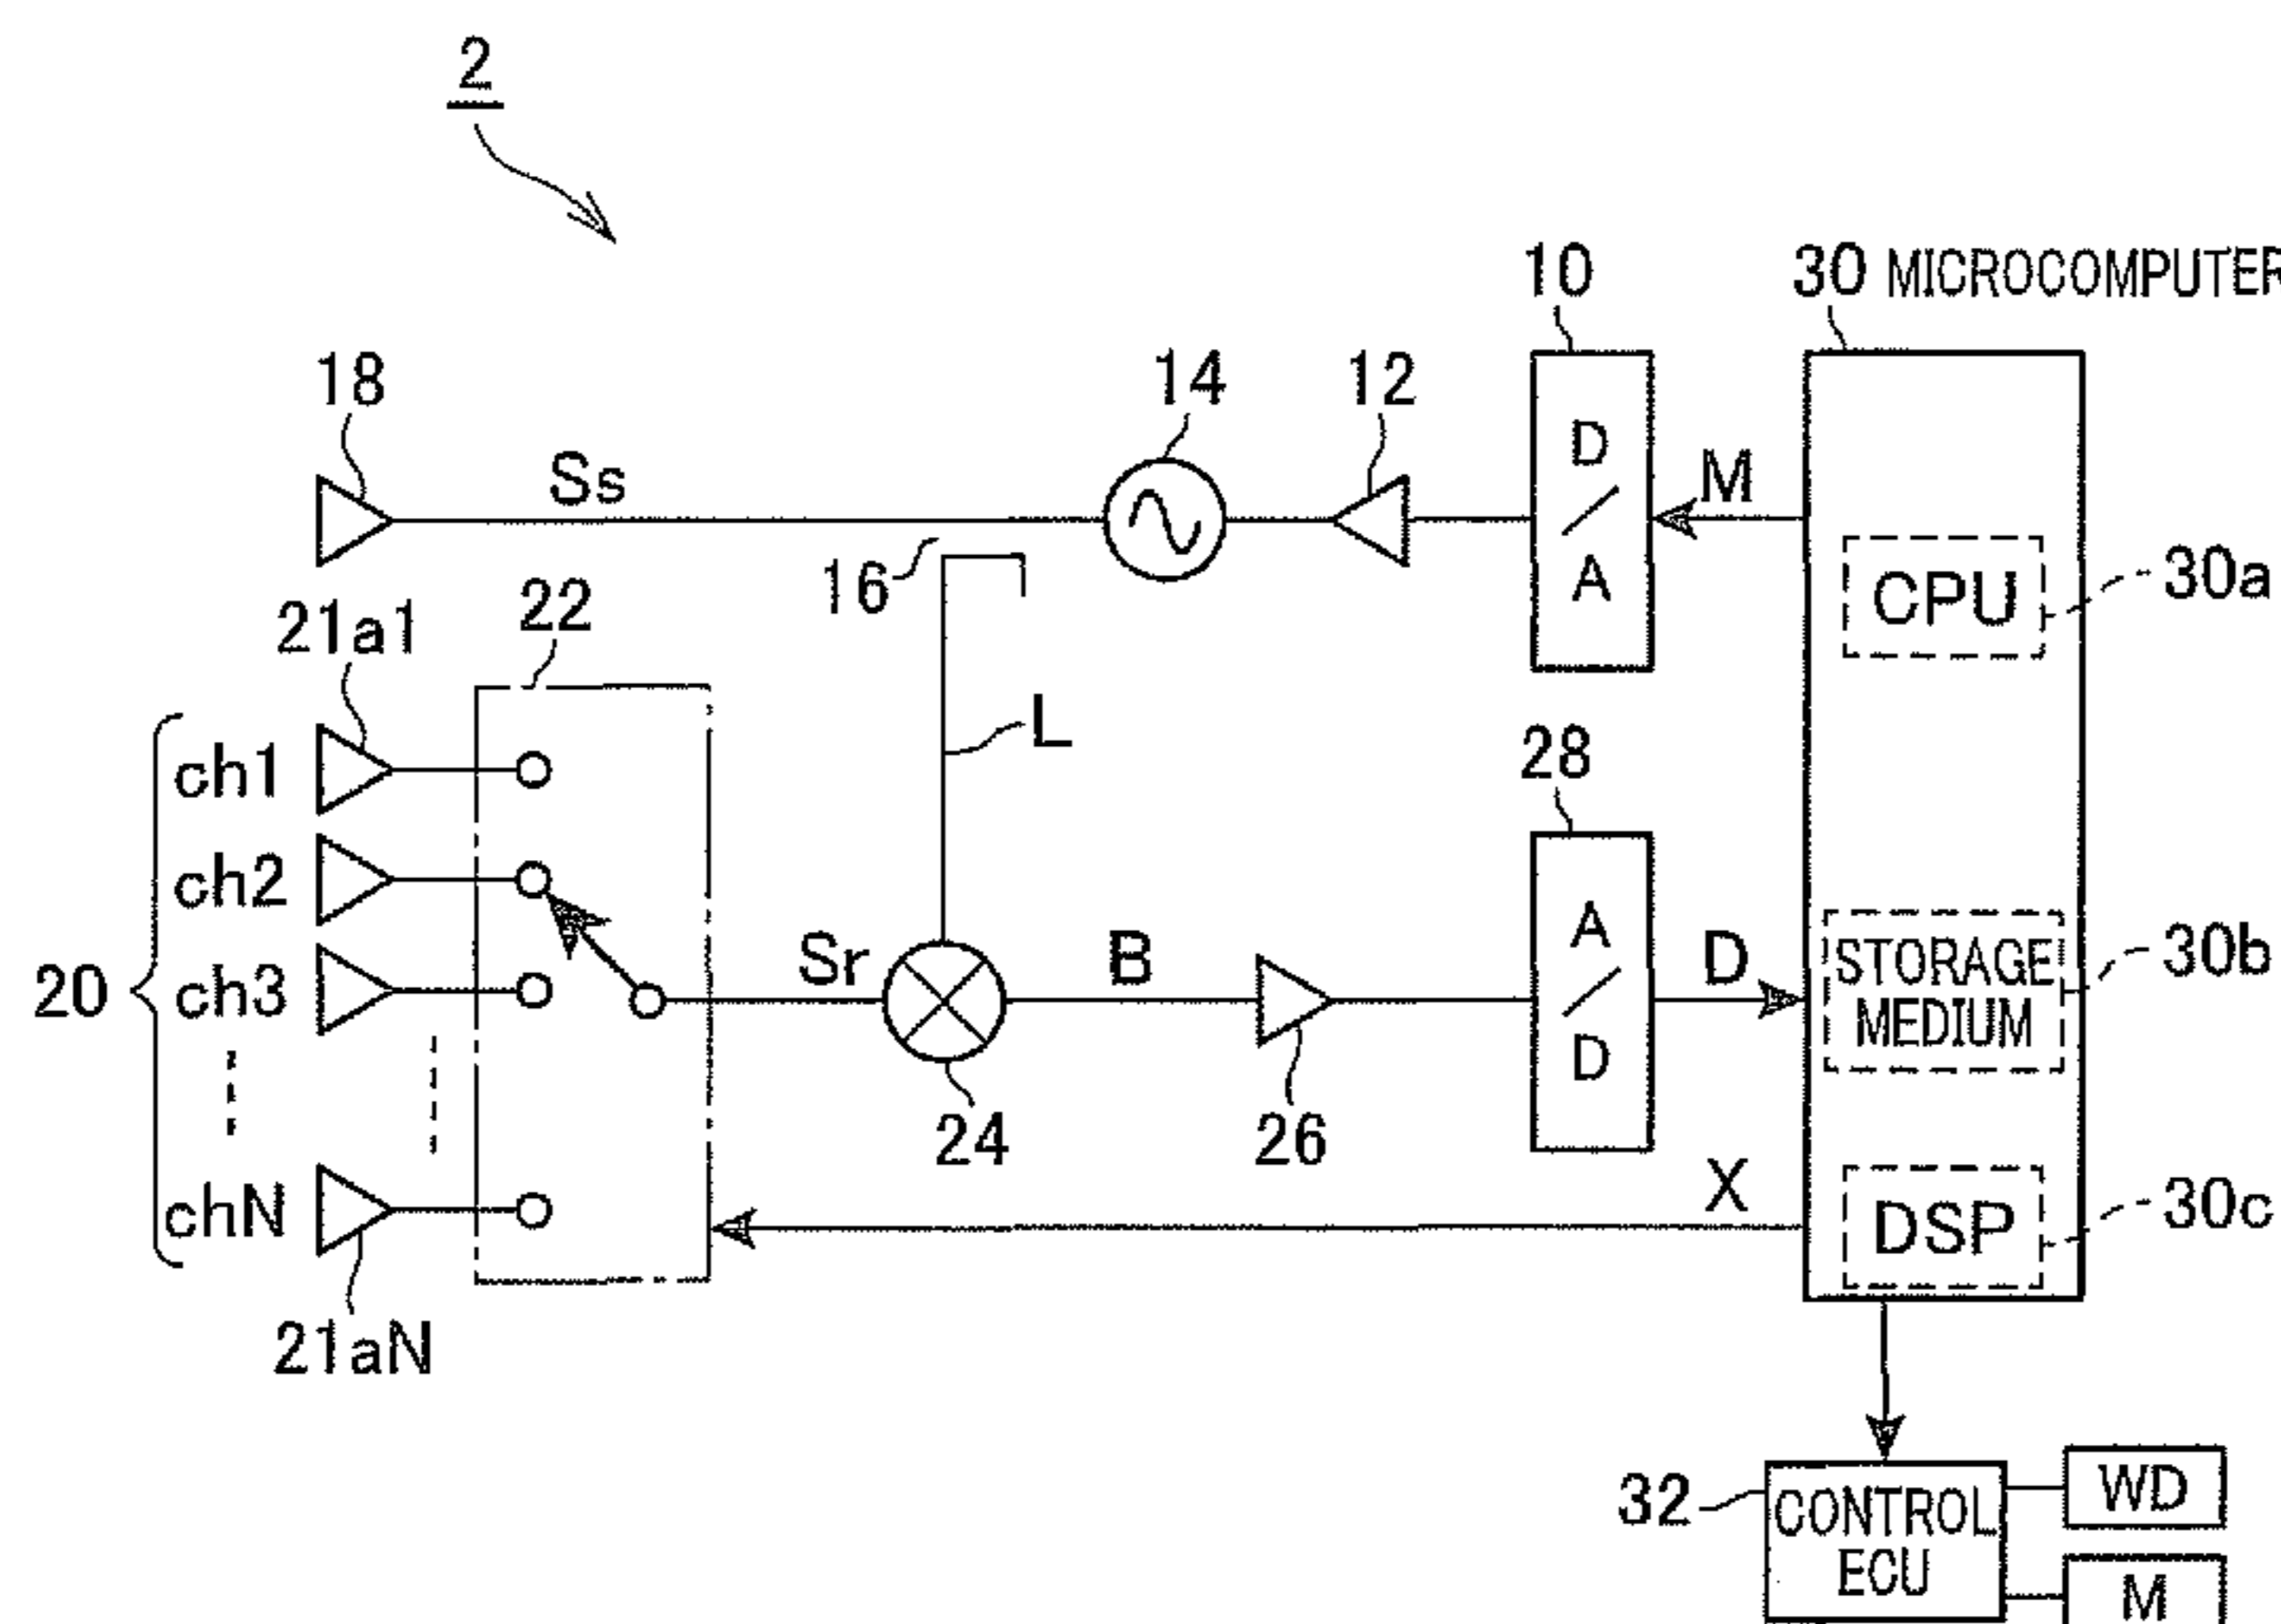 2
10
30 MICROCOMPUTER
18
14
12
Ss
D
/
A
M
16
CPU
30a
21a1
22
L
28
ch1
ch2
20
ch3
Sr
B
A
/
D
D
STORAGE
MEDIUM
30b
24
26
X
chN
DSP
30c
21aN
32
CONTROL
ECU
WD
M